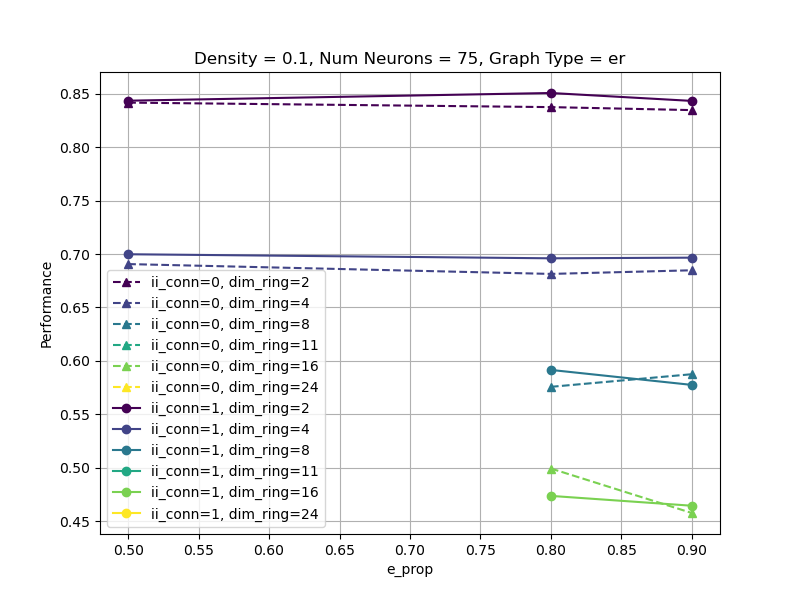 Density = 0.1, Num Neurons = 75, Graph Type = er
Performance
0.85
0.80
0.75
0.70
0.65
0.60
0.55
0.50
0.45
ii_conn=0, dim_ring=2
ii_conn=0, dim_ring=4
ii_conn=0, dim_ring=8
ii_conn=0, dim_ring=11
ii_conn=0, dim_ring=16
ii_conn=0, dim_ring=24
ii_conn=1, dim_ring=2
ii_conn=1, dim_ring=4
ii_conn=1, dim_ring=8
ii_conn=1, dim_ring=11
ii_conn=1, dim_ring=16
ii_conn=1, dim_ring=24
0.50 0.55 0.60 0.65 0.70 0.75 0.80 0.85 0.90
e_prop